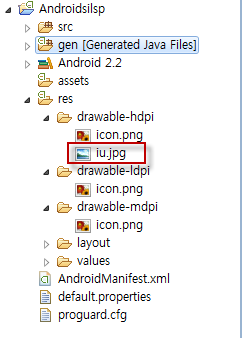 Androidsilsp
src
gen [Generated Java Files]
Android 2.2
assets
res
drawable-hdpi
icon.png
iu.jpg
drawable-ldpi
icon.png
drawable-mdpi
icon.png
layout
values
AndroidManifest.xml
default.properties
proguard.cfg